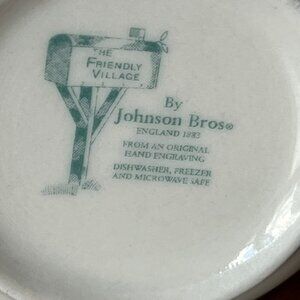 THE
FRIENDLY
VILLAGE
By
Johnson Bros®
ENGLAND 1883
FROM AN ORIGINAL
HAND ENGRAVING
DISHWASHER, FREEZER
AND MICROWAVE SAFE